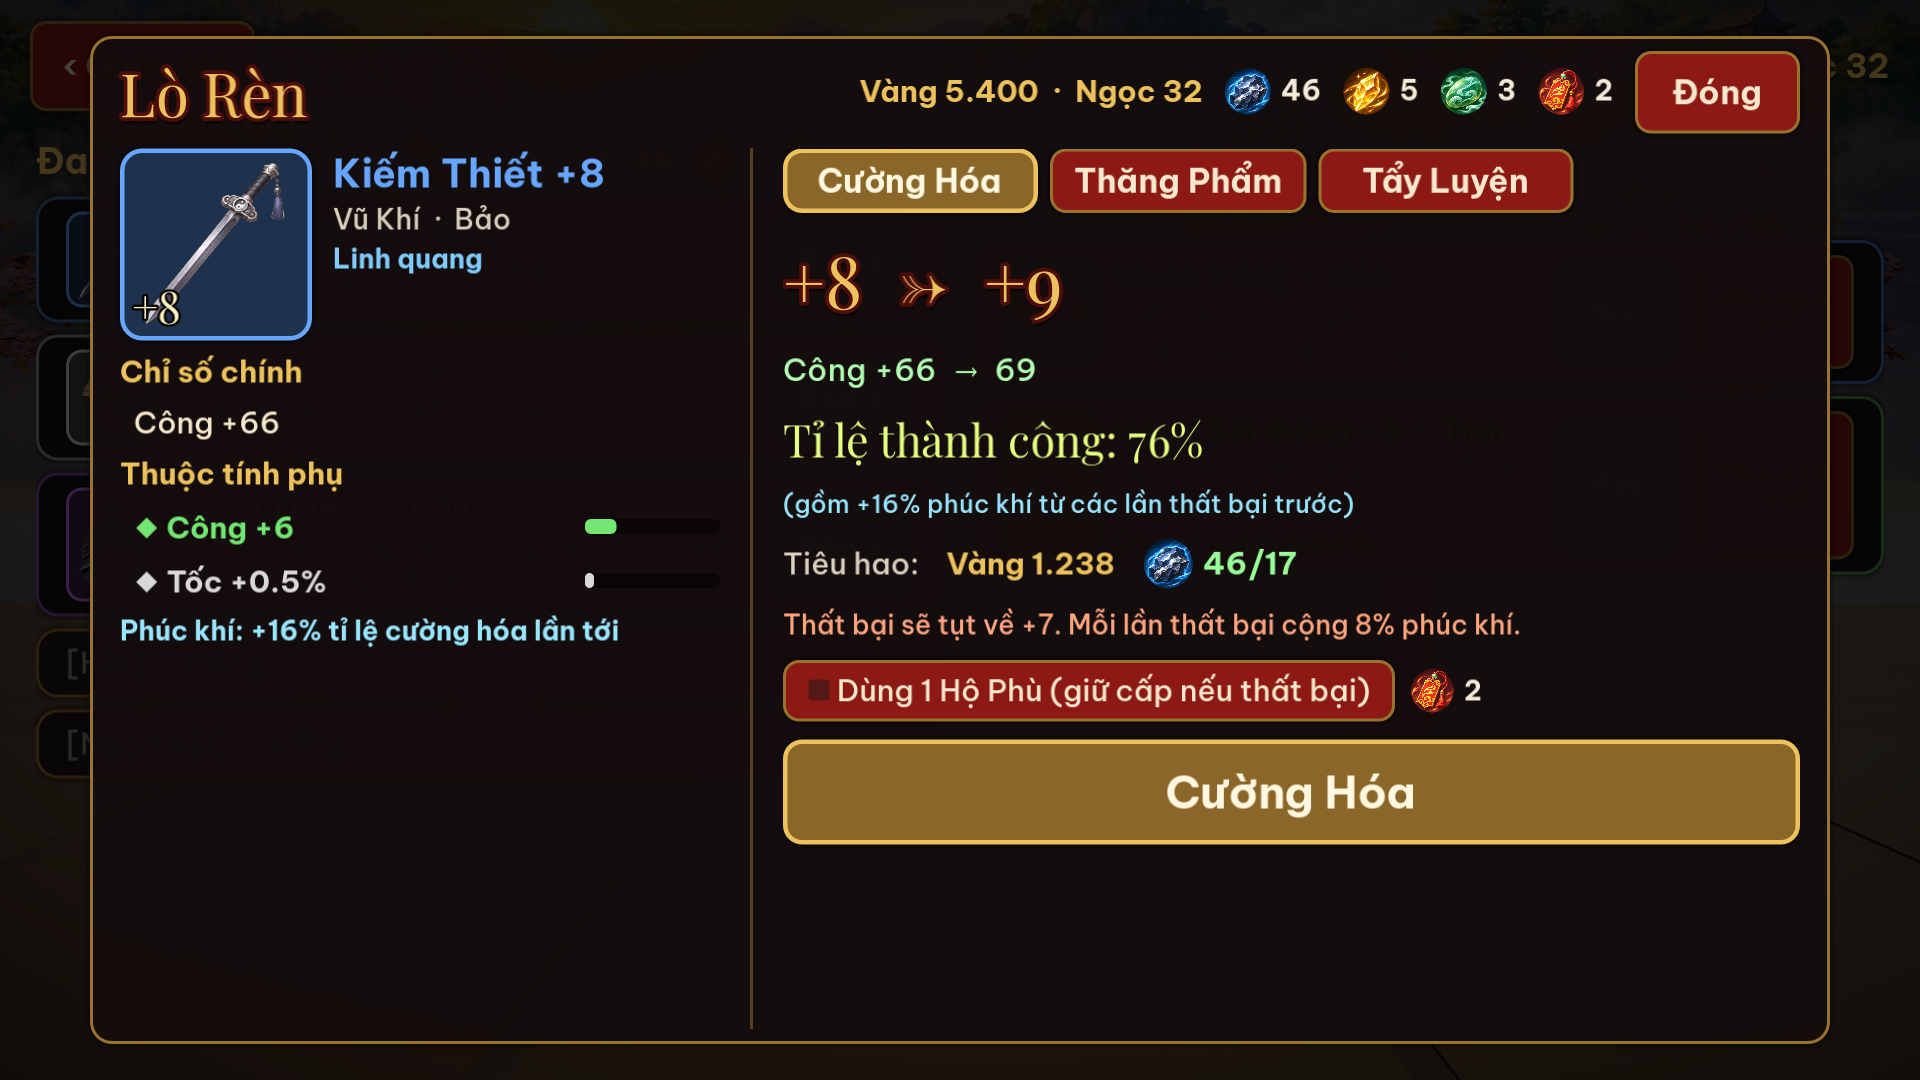 Lò Rèn
Vàng 5.400 · Ngọc 32
46
5
3
2
Đóng
Kiếm Thiết +8
Vũ Khí · Bảo
Linh quang
+8
Chỉ số chính
Công +66
Thuộc tính phụ
Công +6
Tốc +0.5%
Phúc khí: +16% tỉ lệ cường hóa lần tới
Cường Hóa
Thăng Phẩm
Tẩy Luyện
+8 +9
Công +66 → 69
Tỉ lệ thành công: 76%
(gồm +16% phúc khí từ các lần thất bại trước)
Tiêu hao: Vàng 1.238 46/17
Thất bại sẽ tụt về +7. Mỗi lần thất bại cộng 8% phúc khí.
Dùng 1 Hộ Phù (giữ cấp nếu thất bại) 2
Cường Hóa
32